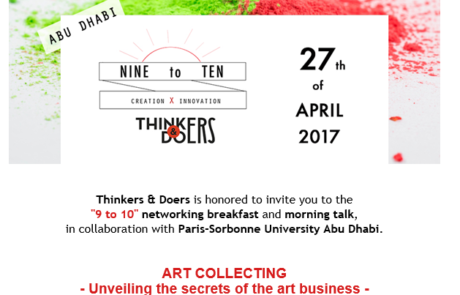 ABU DHABI
NINE to TEN
CREATION X INNOVATION
THINKERS
& DOERS
27th
of
APRIL
2017
Thinkers & Doers is honored to invite you to the
"9 to 10" networking breakfast and morning talk,
in collaboration with Paris-Sorbonne University Abu Dhabi.
ART COLLECTING
- Unveiling the secrets of the art business -